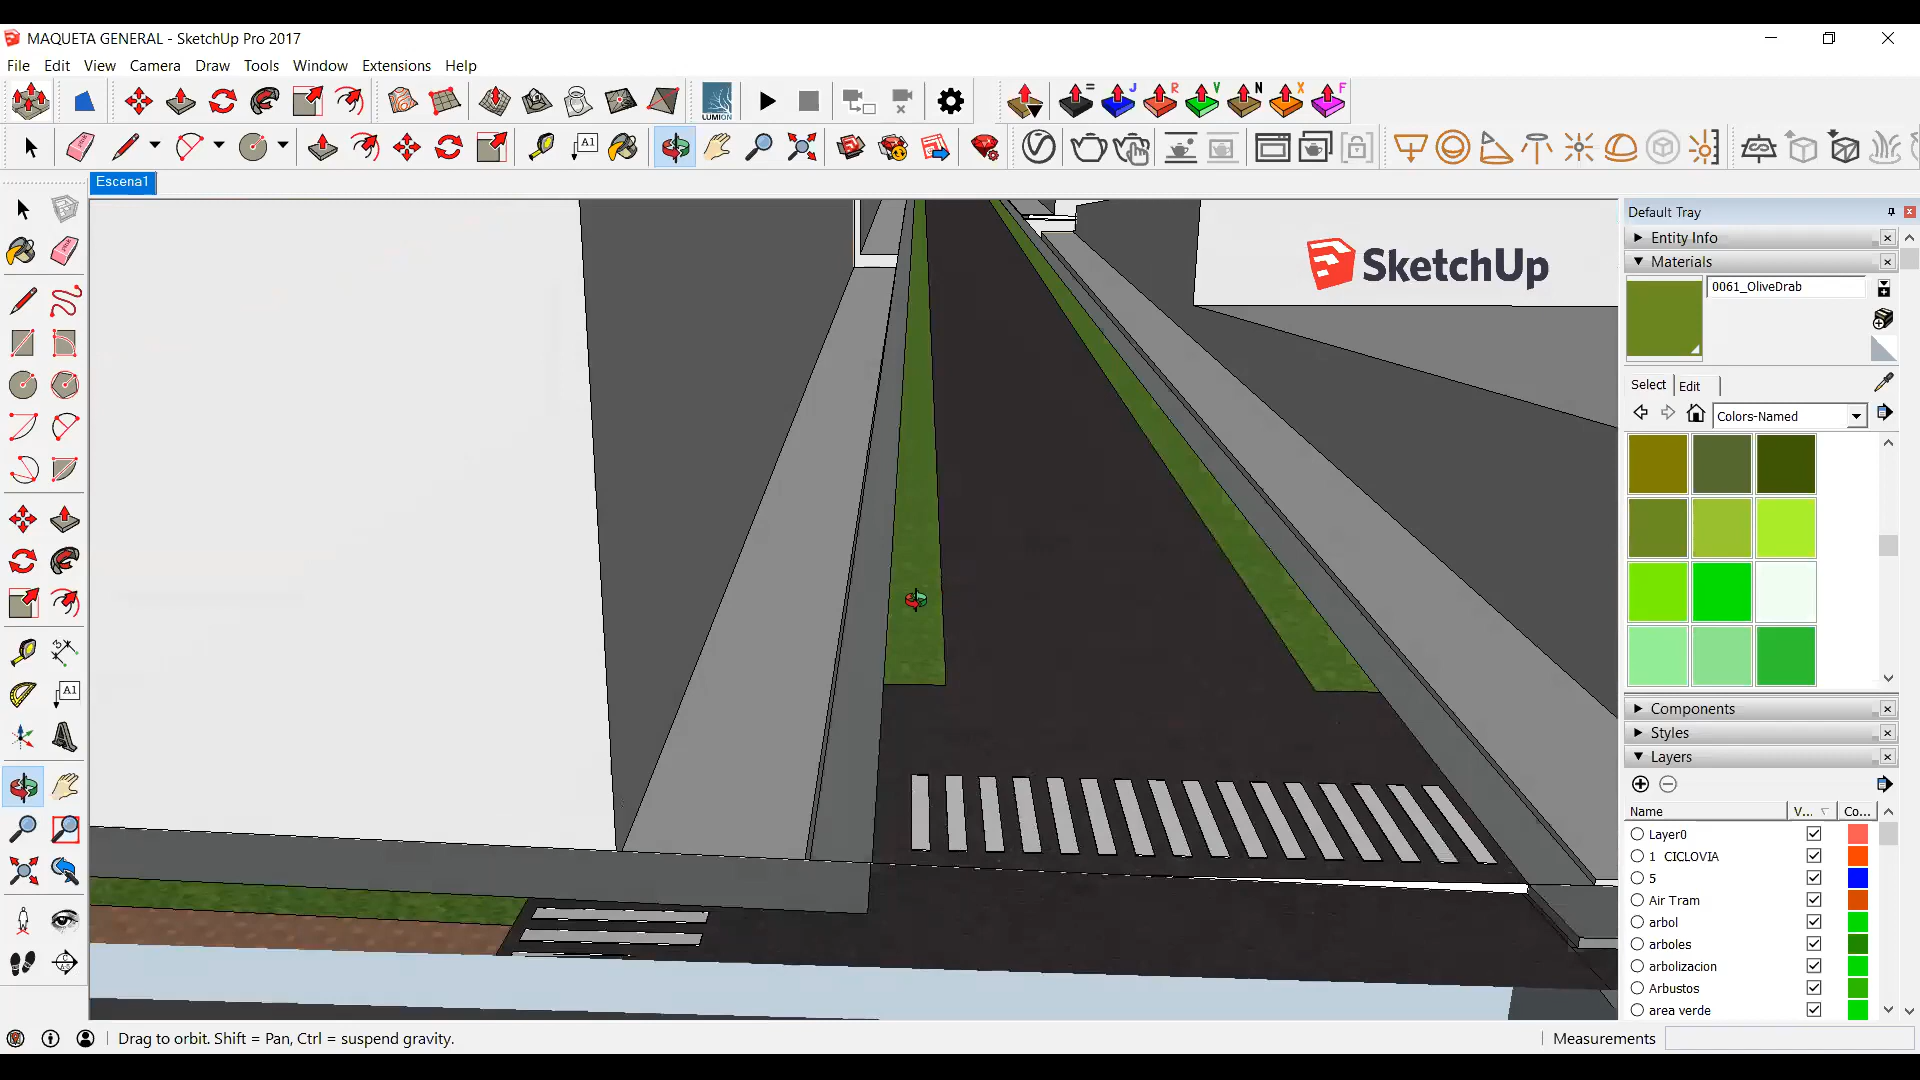 MAQUETA GENERAL - SketchUp Pro 2017
File Edit View Camera Draw Tools Window Extensions Help
LUMION
= J R V N X F
A1
Escena1
Default Tray
Entity Info
Materials
SketchUp
0061_OliveDrab
Select Edit
Colors-Named
A1
Components
Styles
Layers
Name V... Co...
Layer0
1 CICLOVIA
5
Air Tram
arbol
arboles
arbolizacion
Arbustos
area verde
Drag to orbit. Shift = Pan, Ctrl = suspend gravity.
Measurements